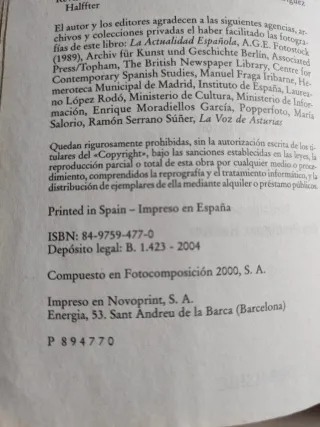 Halffter
El autor y los editores agradecen a las siguientes agencias, ar-
chivos y colecciones privadas el haber facilitado las fotogra-
fías de este libro: La Actualidad Española, A.G.E. Fotostock
(1989), Archiv für Kunst und Geschichte Berlín, Associated
Press/Topham, The British Newspaper Library, Centre for
Contemporary Spanish Studies, Manuel Fraga Iribarne, He-
meroteca Municipal de Madrid, Instituto de España, Laurea-
no López Rodó, Ministerio de Cultura, Ministerio de Infor-
mación, Enrique Moradiellos García, Popperfoto, María
Salorio, Ramón Serrano Súñer, La Voz de Asturias
Quedan rigurosamente prohibidas, sin la autorización escrita de los ti-
tulares del «Copyright», bajo las sanciones establecidas en las leyes, la
reproducción parcial o total de esta obra por cualquier medio o proce-
dimiento, comprendidos la reprografía y el tratamiento informático, y la
distribución de ejemplares de ella mediante alquiler o préstamo públicos.
Printed in Spain – Impreso en España
ISBN: 84-9759-477-0
Depósito legal: B. 1.423 - 2004
Compuesto en Fotocomposición 2000, S. A.
Impreso en Novoprint, S. A.
Energia, 53. Sant Andreu de la Barca (Barcelona)
P 894770